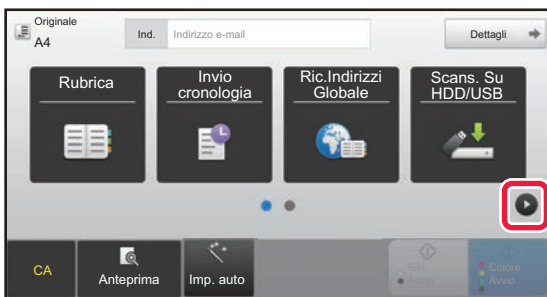 Originale
A4
Ind.
Indirizzo e-mail
Dettagli
Rubrica
Invio
cronologia
Ric.Indirizzi
Globale
Scans. Su
HDD/USB
CA
Anteprima
Imp. auto
B/N
Avvio
Colore
Avvio